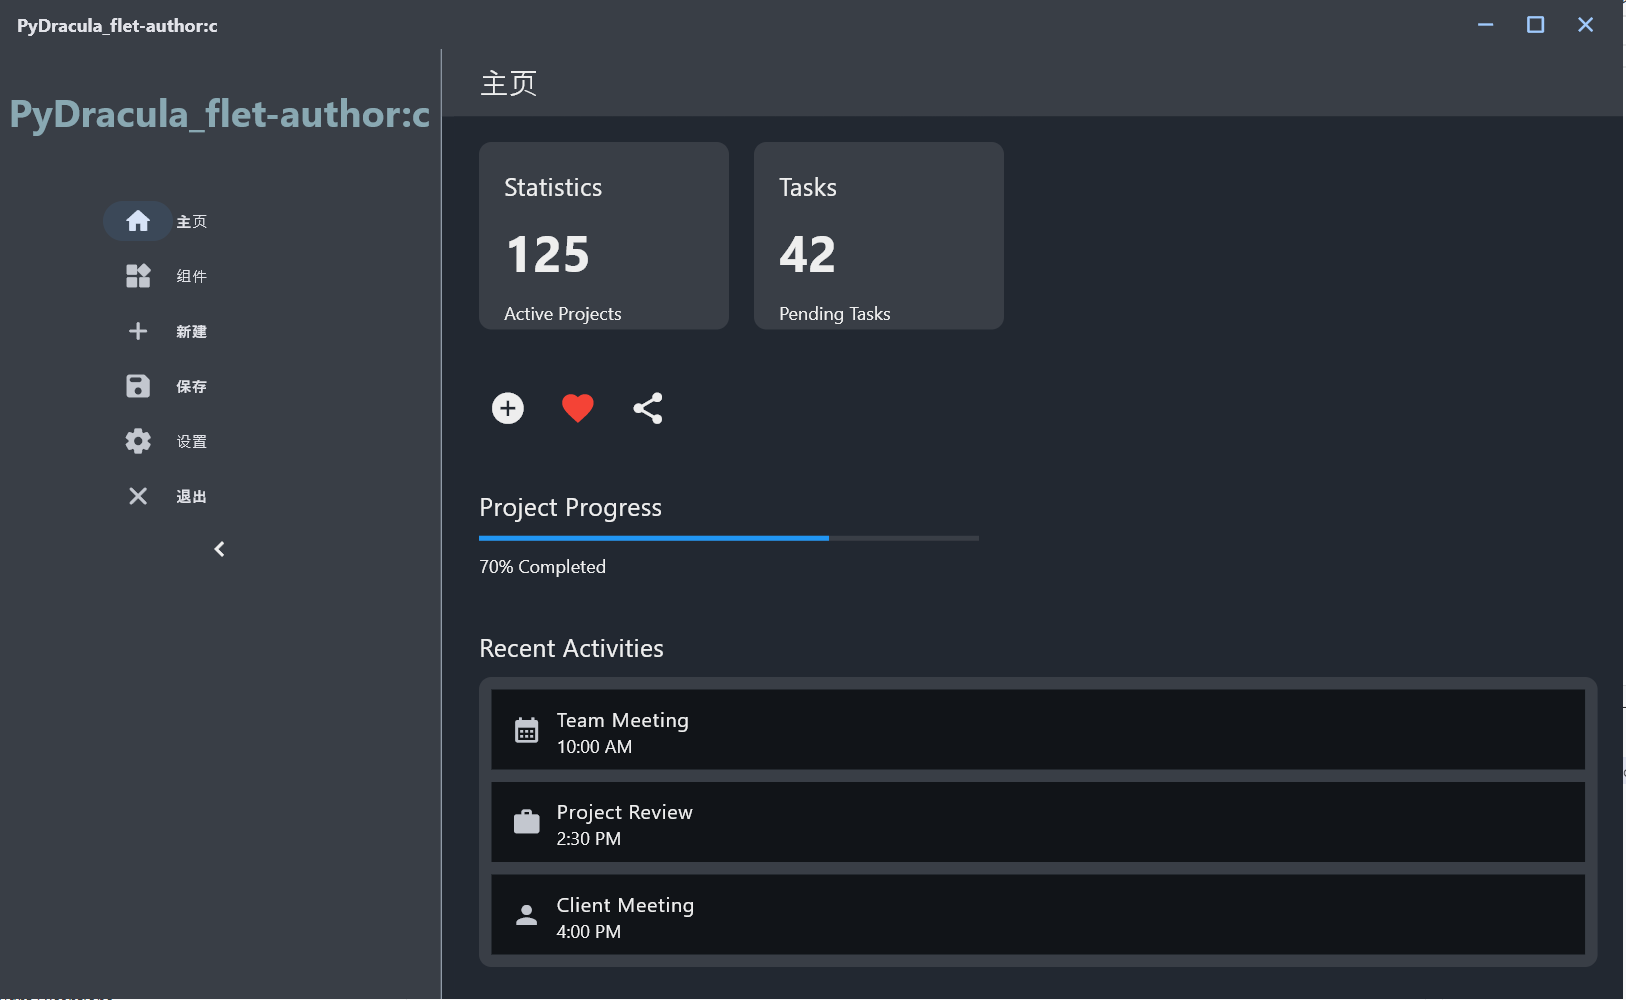 PyDracula_flet-author:c
PyDracula_flet-author:c
主页
组件
新建
保存
设置
退出
主页
Statistics
125
Active Projects
Tasks
42
Pending Tasks
Project Progress
70% Completed
Recent Activities
Team Meeting
10:00 AM
Project Review
2:30 PM
Client Meeting
4:00 PM